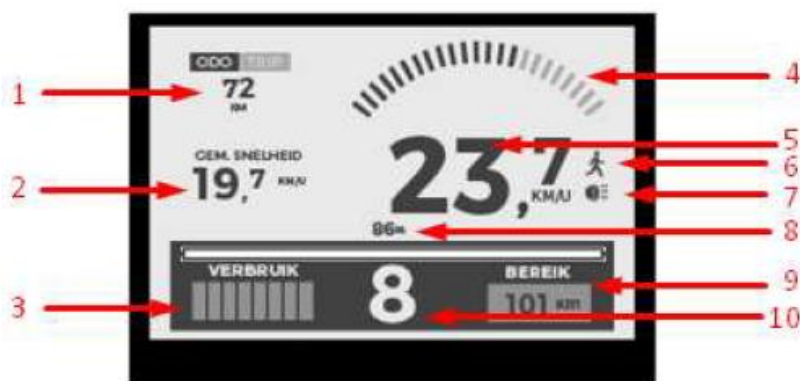 ODO TRIP
1
72
KM
4
GEM. SNELHEID
2
19,7 KM/U
23,7
KM/U
5
6
7
86%
8
VERBRUIK
8
BEREIK
3
101 KM
9
10